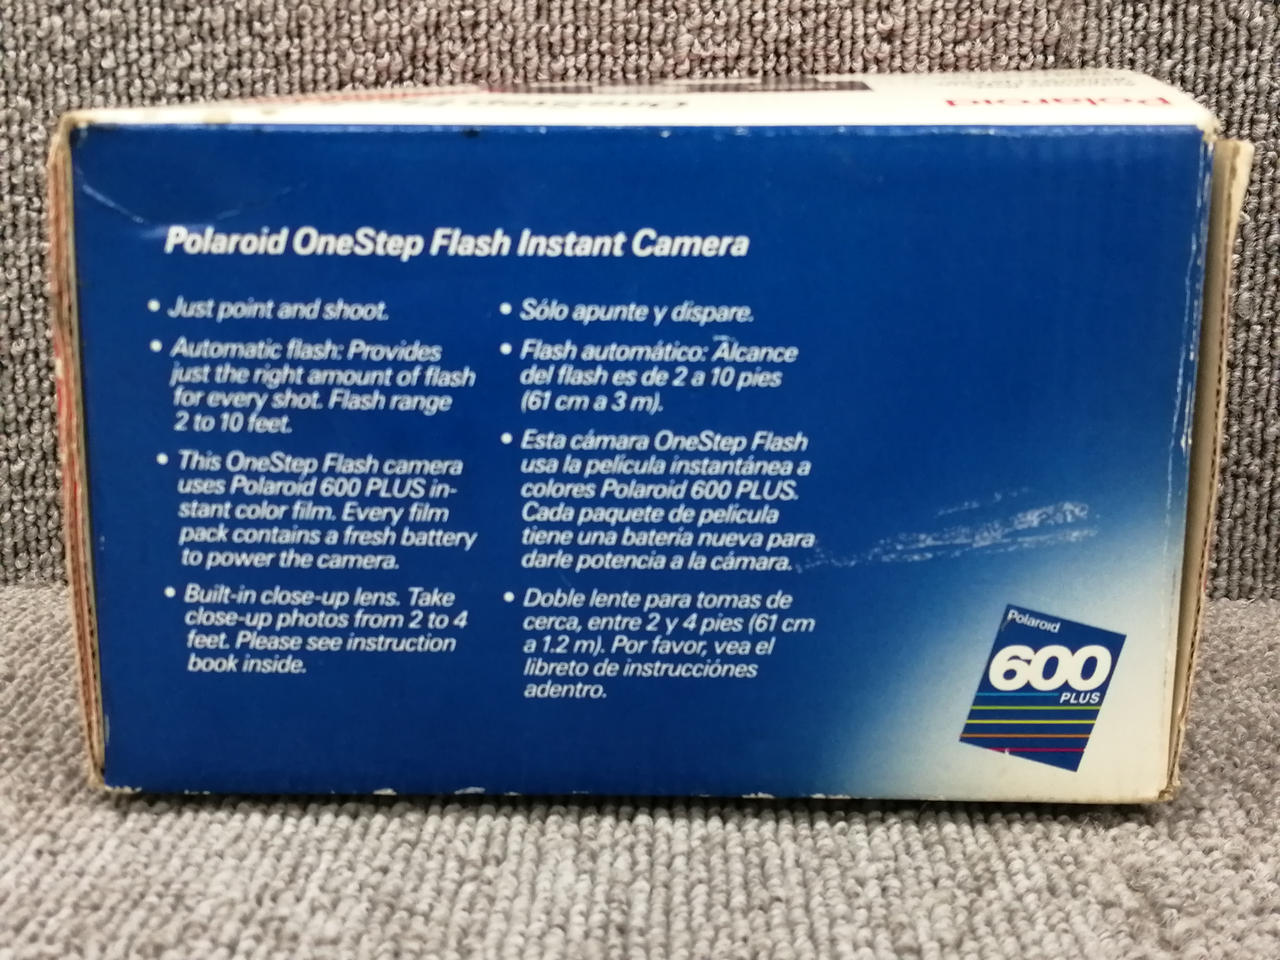 Polaroid
OneStep
Polaroid OneStep Flash Instant Camera
• Just point and shoot.
• Automatic flash: Provides
just the right amount of flash
for every shot. Flash range
2 to 10 feet.
• This OneStep Flash camera
uses Polaroid 600 PLUS in-
stant color film. Every film
pack contains a fresh battery
to power the camera.
• Built-in close-up lens. Take
close-up photos from 2 to 4
feet. Please see instruction
book inside.
• Sólo apunte y dispare.
• Flash automático: Alcance
del flash es de 2 a 10 pies
(61 cm a 3 m).
• Esta cámara OneStep Flash
usa la película instantánea a
colores Polaroid 600 PLUS.
Cada paquete de película
tiene una batería nueva para
darle potencia a la cámara.
• Doble lente para tomas de
cerca, entre 2 y 4 pies (61 cm
a 1.2 m). Por favor, vea el
libreto de instrucciónes
adentro.
Polaroid
600
PLUS